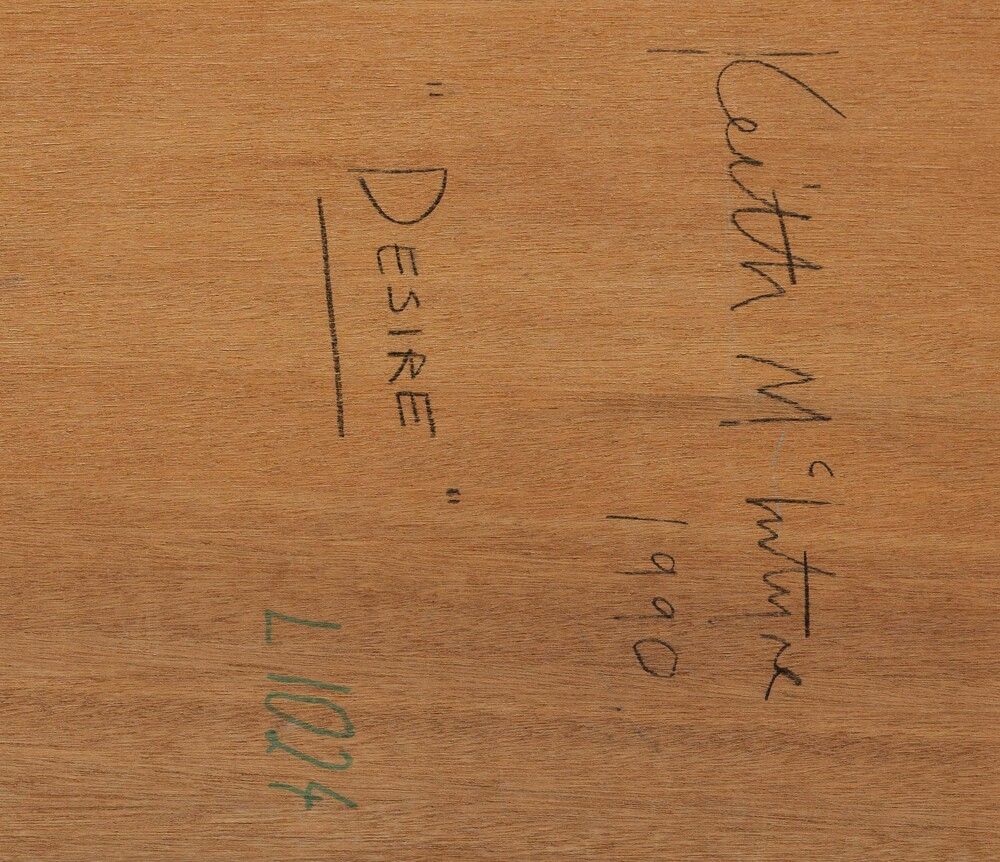 Keith McIntyre
1990
"DESIRE"
L1024